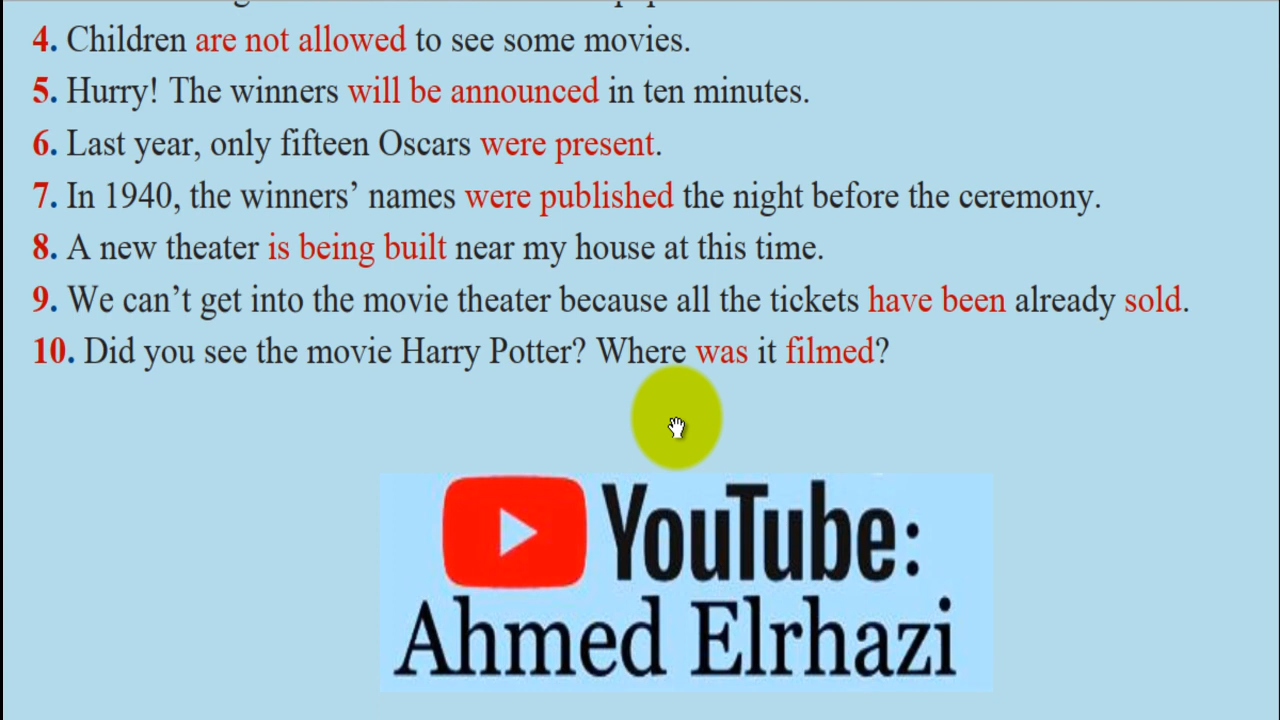 4. Children are not allowed to see some movies.
5. Hurry! The winners will be announced in ten minutes.
6. Last year, only fifteen Oscars were present.
7. In 1940, the winners’ names were published the night before the ceremony.
8. A new theater is being built near my house at this time.
9. We can’t get into the movie theater because all the tickets have been already sold.
10. Did you see the movie Harry Potter? Where was it filmed?
YouTube:
Ahmed Elrhazi